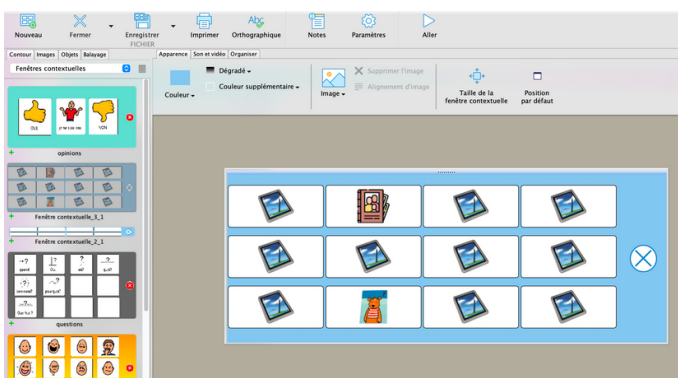 Nouveau
Fermer
Enregistrer
Imprimer
Orthographique
Notes
Paramètres
Aller
FICHIER
Contour
Images
Objets
Balayage
Apparence
Son et vidéo
Organiser
Fenêtres contextuelles
Couleur
Dégradé
Couleur supplémentaire
Image
Supprimer l'image
Alignement d'image
Taille de la
fenêtre contextuelle
Position
par défaut
OUI
NON
opinions
Fenêtre contextuelle_3_1
Fenêtre contextuelle_2_1
quand
Où
qui?
quoi?
pourquoi?
questions